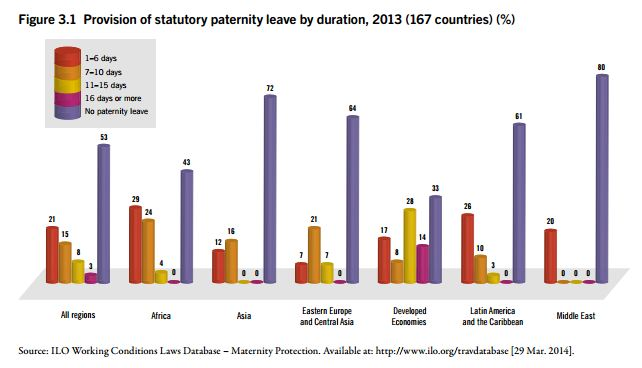 Figure 3.1 Provision of statutory paternity leave by duration, 2013 (167 countries) (%)
1–6 days
7–10 days
11–15 days
16 days or more
No paternity leave
21 15 8 3 53
29 24 4 0 43
12 16 0 0 72
7 21 7 0 64
17 8 28 14 33
26 10 3 0 61
20 0 0 0 80
All regions
Africa
Asia
Eastern Europe
and Central Asia
Developed
Economies
Latin America
and the Caribbean
Middle East
Source: ILO Working Conditions Laws Database – Maternity Protection. Available at: http://www.ilo.org/travdatabase [29 Mar. 2014].